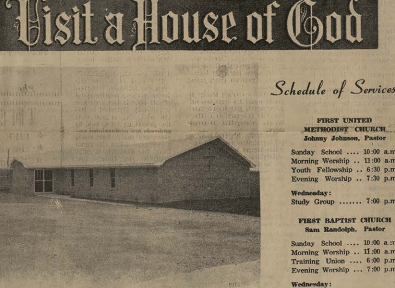 Visit a House of God
Schedule of Services
FIRST UNITED
METHODIST CHURCH
Johnny Johnson, Pastor
Sunday School .... 10:00 a.m
Morning Worship .. 11:00 a.m
Youth Fellowship .. 6:30 p.m
Evening Worship .. 7:30 p.m
Wednesday:
Study Group ....... 7:00 p.m
FIRST BAPTIST CHURCH
Sam Randolph, Pastor
Sunday School .... 10:00 a.m
Morning Worship .. 11:00 a.m
Training Union .... 6:00 p.m
Evening Worship ... 7:00 p.m
Wednesday: